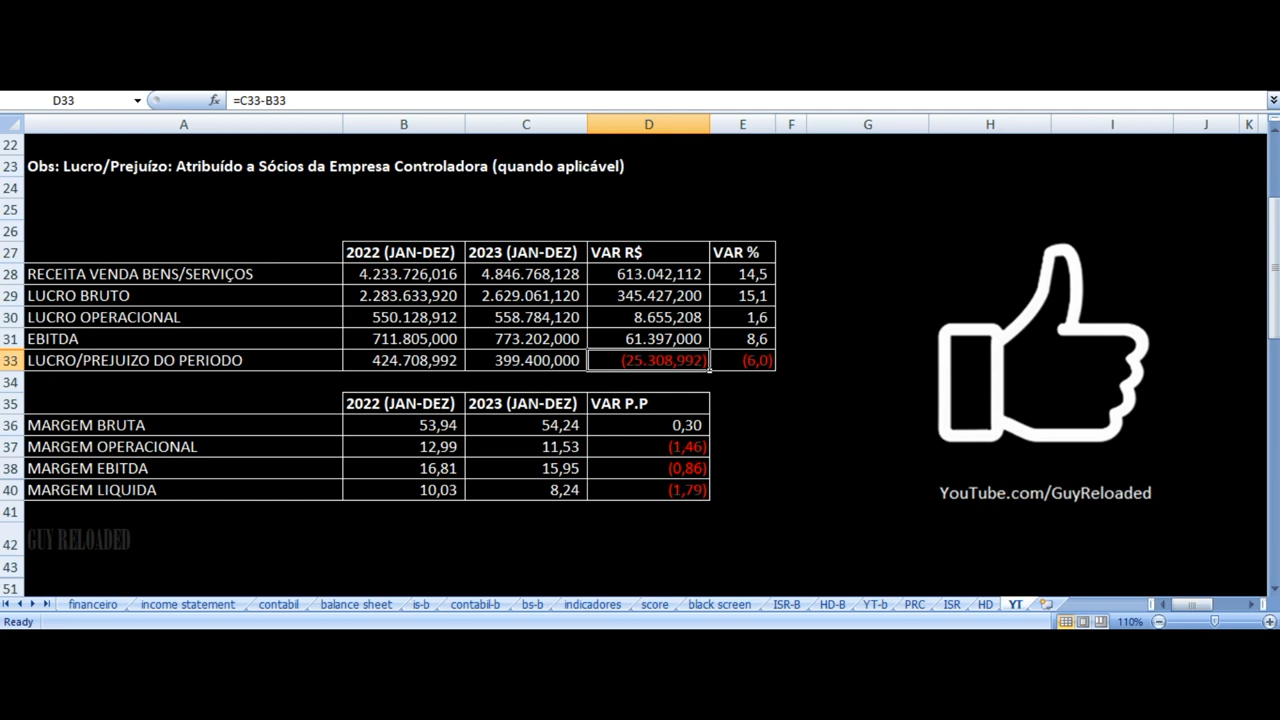 D33 fx =C33-B33
A B C D E F G H I J K
22
23 Obs: Lucro/Prejuízo: Atribuído a Sócios da Empresa Controladora (quando aplicável)
24
25
26
27 2022 (JAN-DEZ) 2023 (JAN-DEZ) VAR R$ VAR %
28 RECEITA VENDA BENS/SERVIÇOS 4.233.726,016 4.846.768,128 613.042,112 14,5
29 LUCRO BRUTO 2.283.633,920 2.629.061,120 345.427,200 15,1
30 LUCRO OPERACIONAL 550.128,912 558.784,120 8.655,208 1,6
31 EBITDA 711.805,000 773.202,000 61.397,000 8,6
33 LUCRO/PREJUIZO DO PERIODO 424.708,992 399.400,000 (25.308,992) (6,0)
34
35 2022 (JAN-DEZ) 2023 (JAN-DEZ) VAR P.P
36 MARGEM BRUTA 53,94 54,24 0,30
37 MARGEM OPERACIONAL 12,99 11,53 (1,46)
38 MARGEM EBITDA 16,81 15,95 (0,86)
40 MARGEM LIQUIDA 10,03 8,24 (1,79)
YouTube.com/GuyReloaded
41
42 GUY RELOADED
43
51
financeiro income statement contabil balance sheet is-b contabil-b bs-b indicadores score black screen ISR-B HD-B YT-b PRC ISR HD YT
Ready 110%